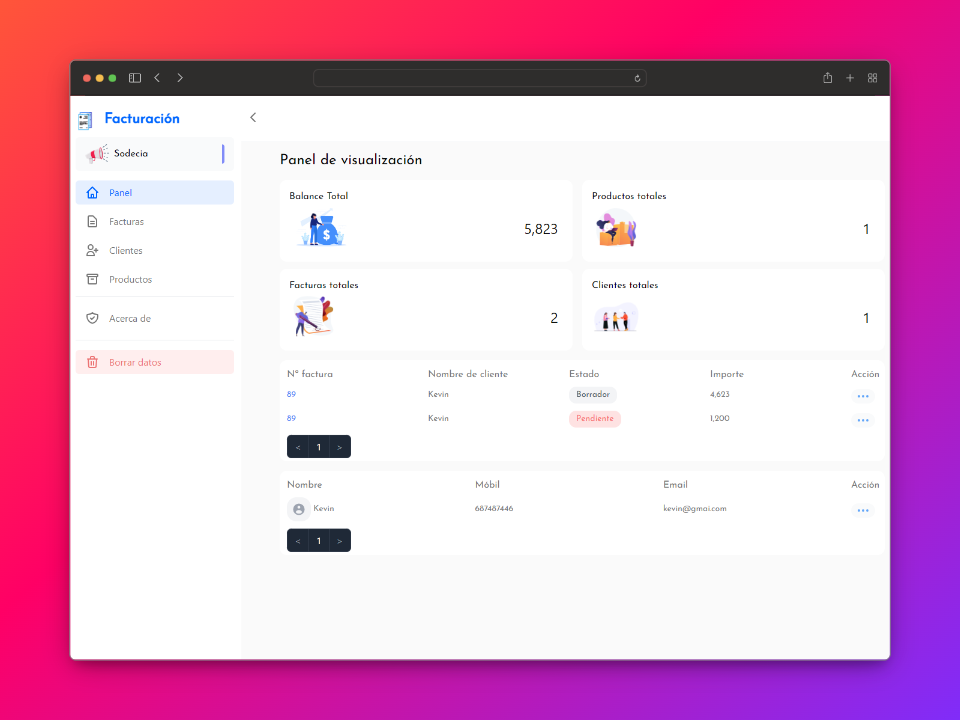 Facturación
Sodecia
Panel
Facturas
Clientes
Productos
Acerca de
Borrar datos
Panel de visualización
Balance Total
$
5,823
Productos totales
1
Facturas totales
2
Clientes totales
1
Nº factura Nombre de cliente Estado Importe Acción
89 Kevin Borrador 4,623 ...
89 Kevin Pendiente 1,200 ...
< 1 >
Nombre Móbil Email Acción
Kevin 687487446 kevin@gmai.com ...
< 1 >